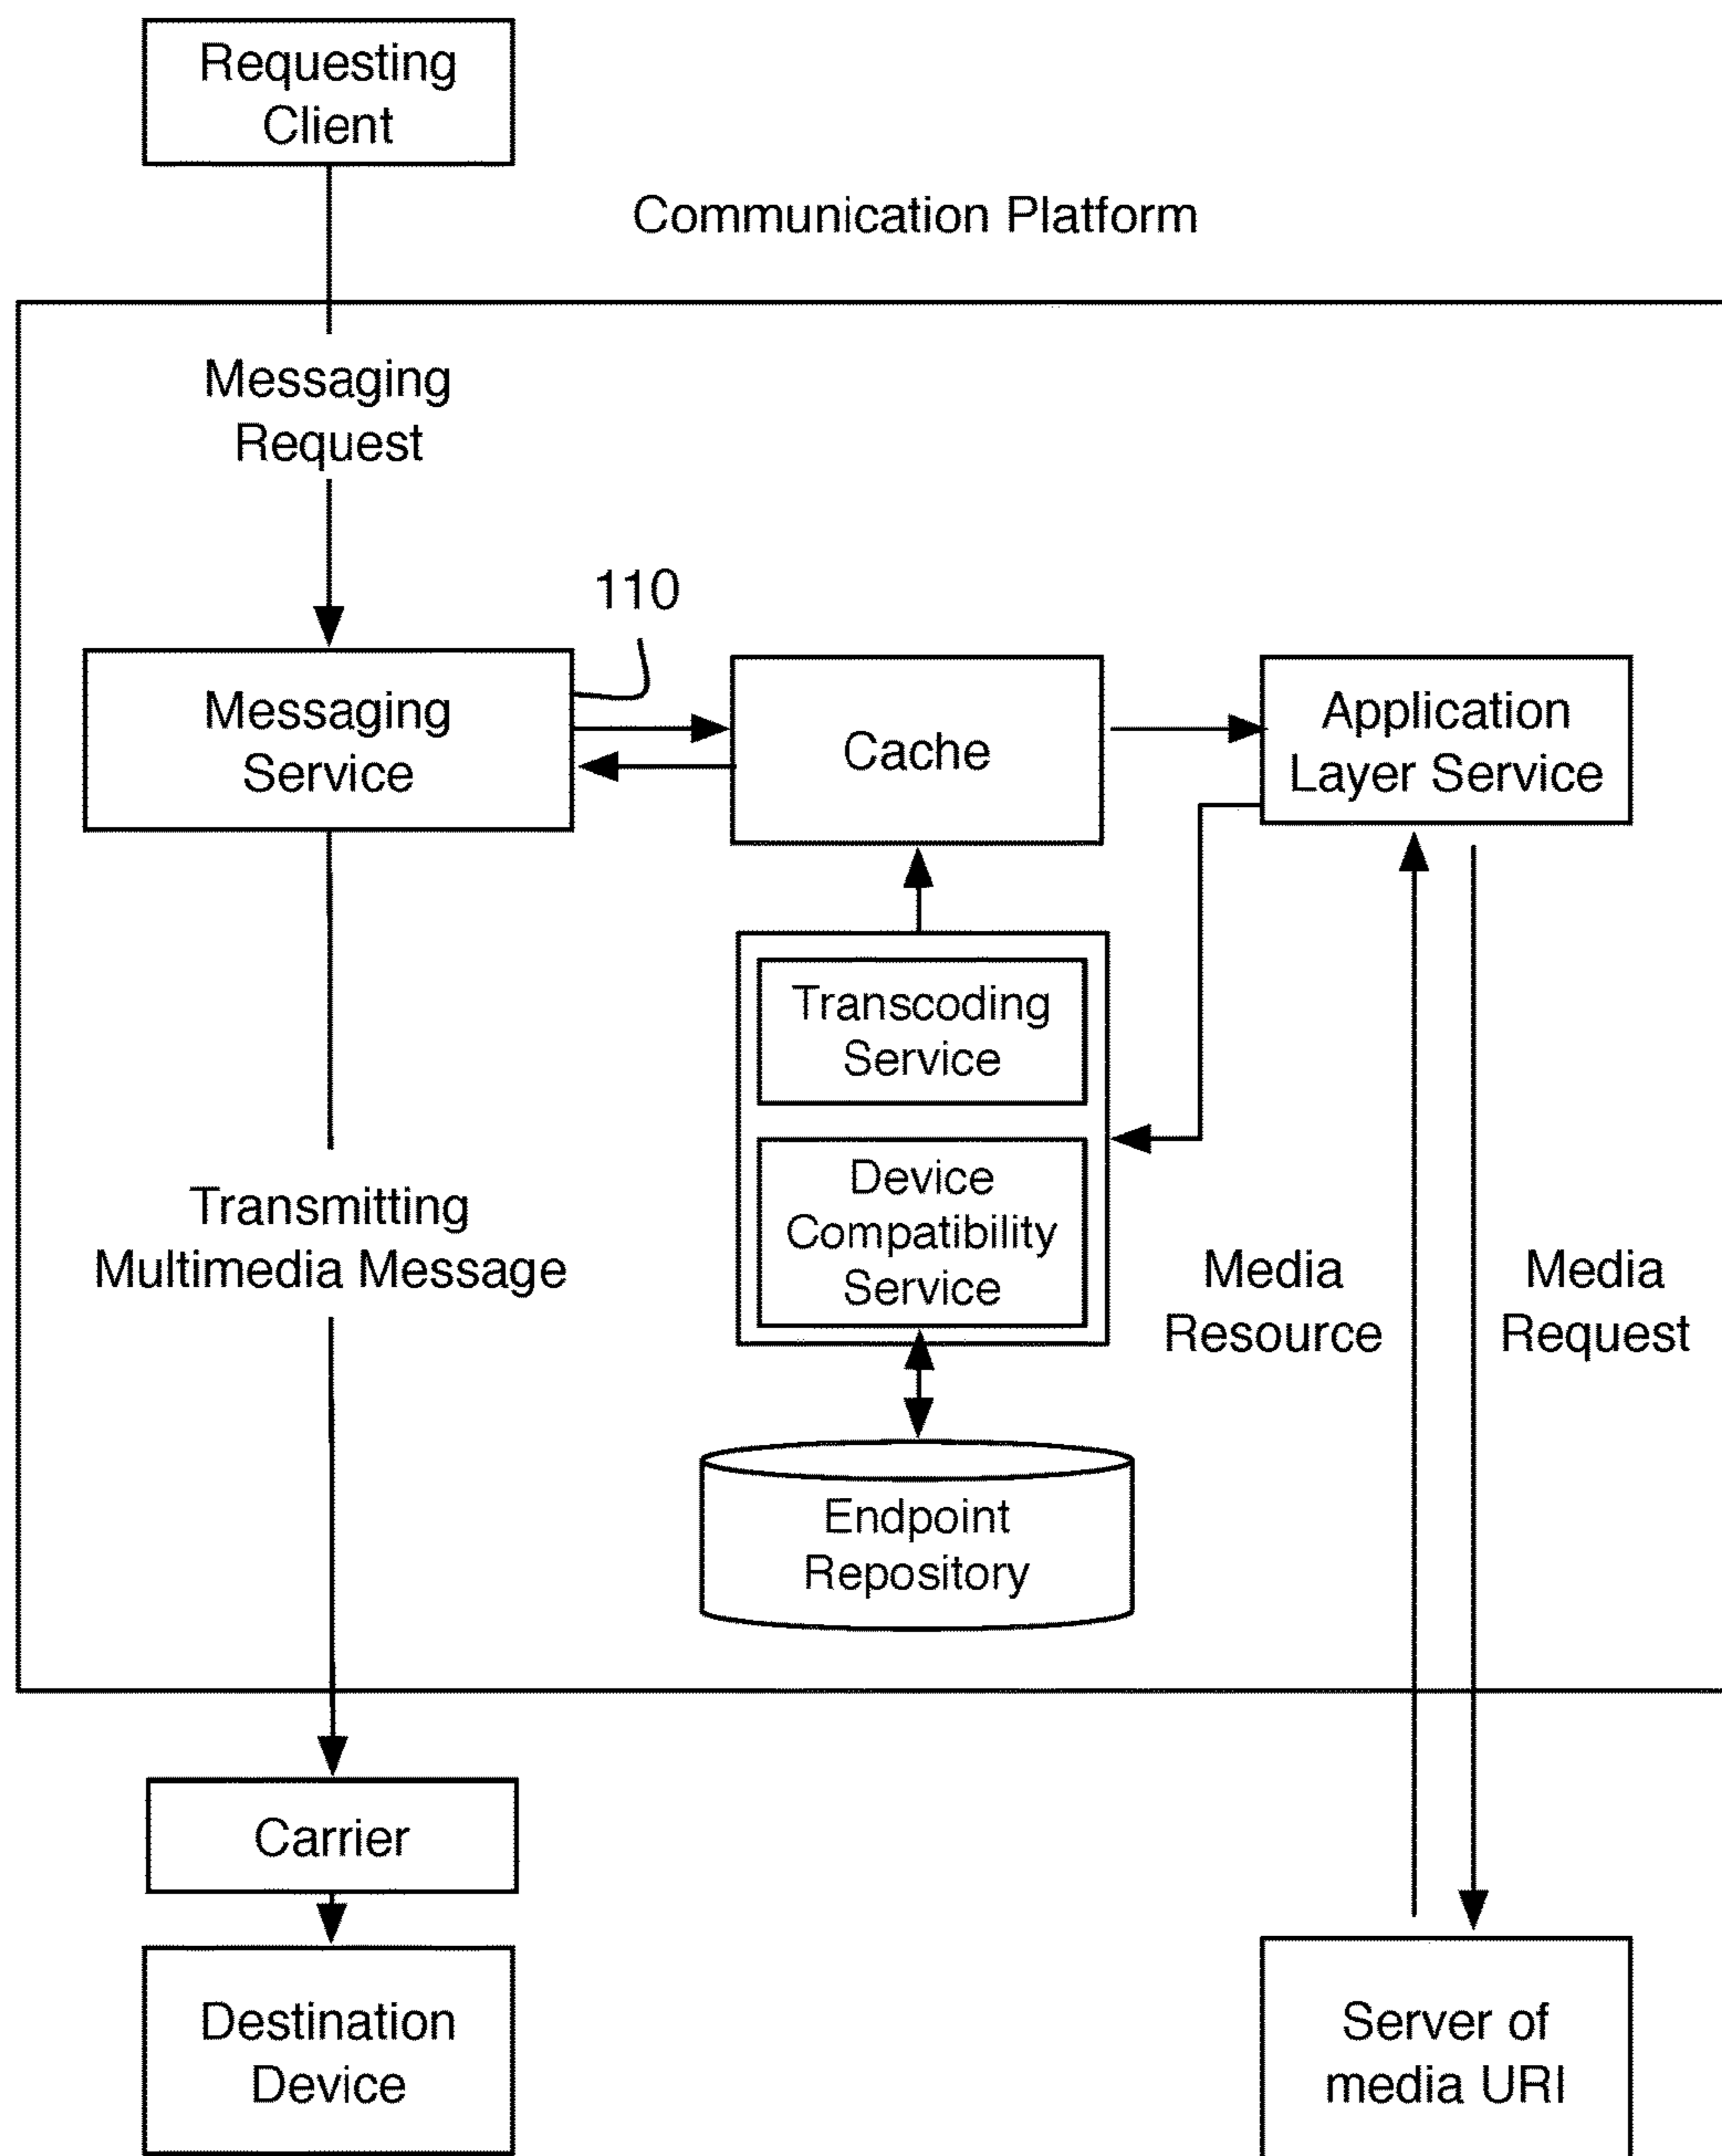 Requesting
Client
Communication Platform
Messaging
Request
110
Messaging
Service
Cache
Application
Layer Service
Transcoding
Service
Device
Compatibility
Service
Transmitting
Multimedia Message
Media
Resource
Media
Request
Endpoint
Repository
Carrier
Destination
Device
Server of
media URI